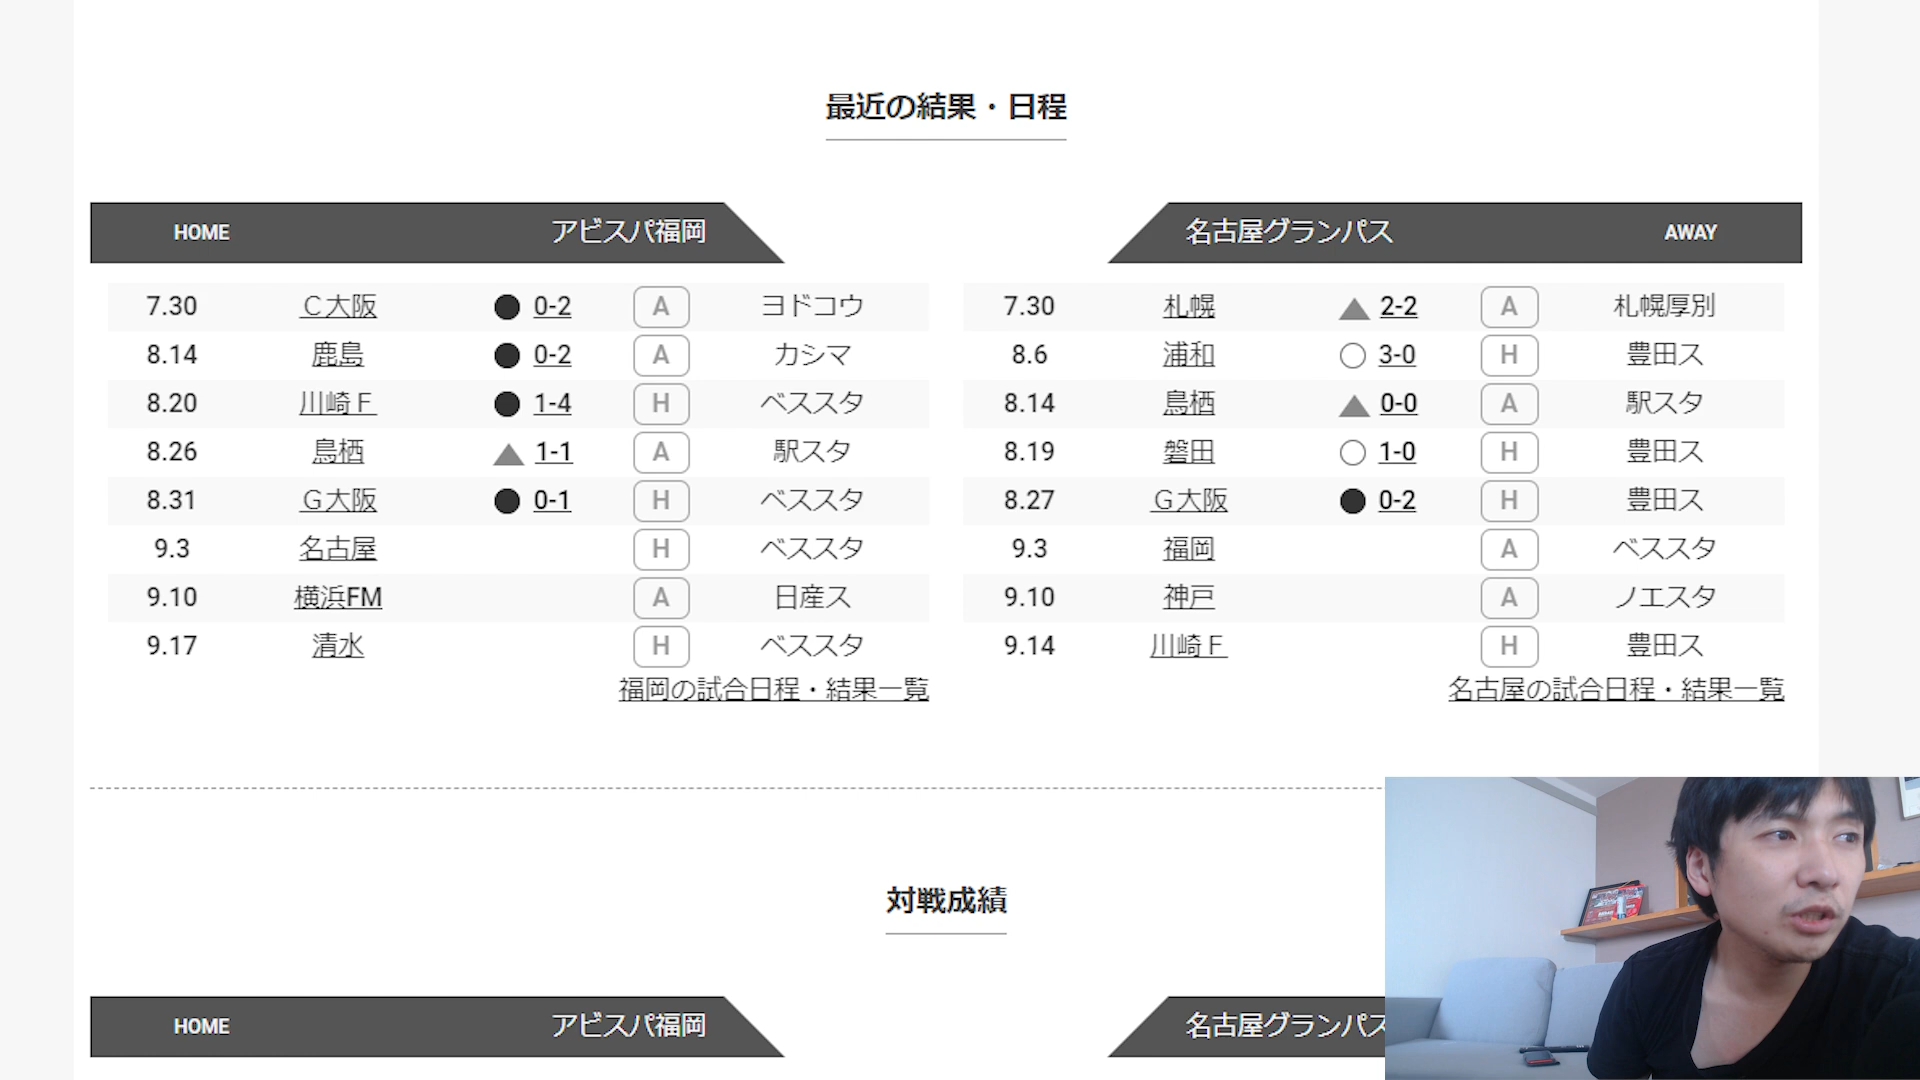 最近の結果・日程
HOME アビスパ福岡 名古屋グランパス AWAY
7.30 Ｃ大阪 ● 0-2 A ヨドコウ
8.14 鹿島 ● 0-2 A カシマ
8.20 川崎Ｆ ● 1-4 H ベススタ
8.26 鳥栖 ▲ 1-1 A 駅スタ
8.31 Ｇ大阪 ● 0-1 H ベススタ
9.3 名古屋 H ベススタ
9.10 横浜FM A 日産ス
9.17 清水 H ベススタ
福岡の試合日程・結果一覧
7.30 札幌 ▲ 2-2 A 札幌厚別
8.6 浦和 ○ 3-0 H 豊田ス
8.14 鳥栖 ▲ 0-0 A 駅スタ
8.19 磐田 ○ 1-0 H 豊田ス
8.27 Ｇ大阪 ● 0-2 H 豊田ス
9.3 福岡 A ベススタ
9.10 神戸 A ノエスタ
9.14 川崎Ｆ H 豊田ス
名古屋の試合日程・結果一覧
対戦成績
HOME アビスパ福岡 名古屋グランパス